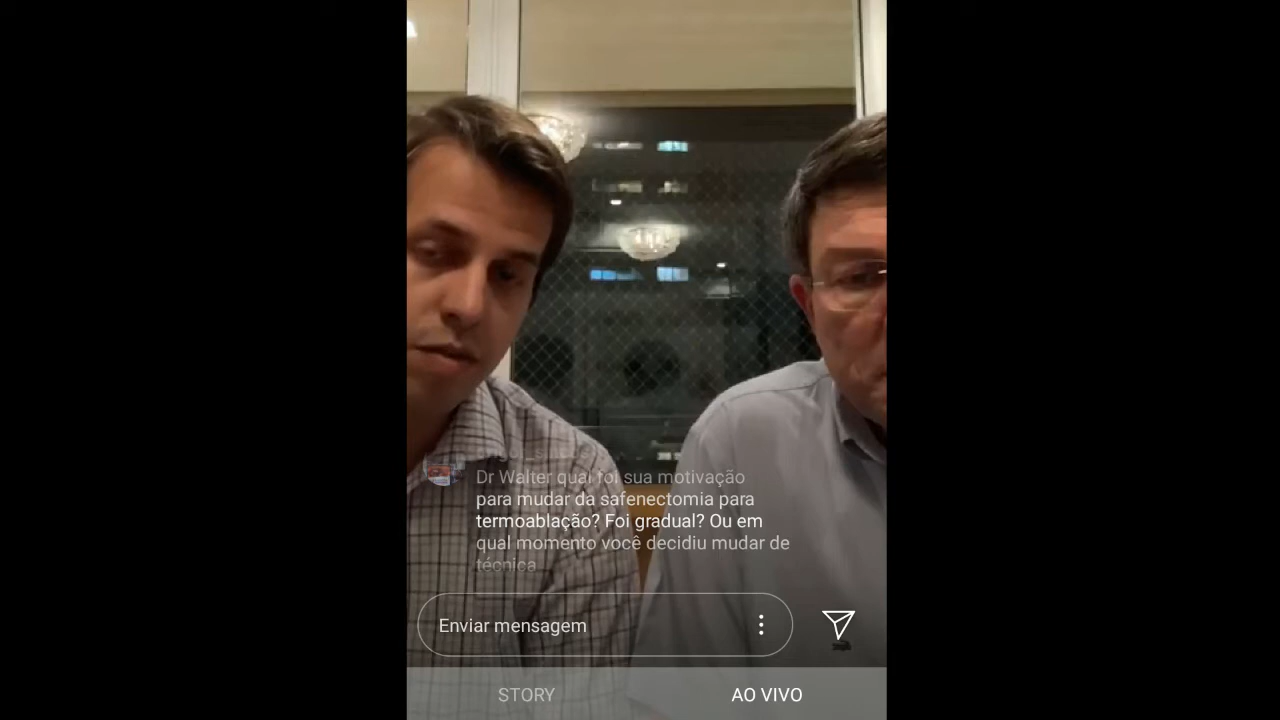 Dr Walter qual foi sua motivação
para mudar da safenectomia para
termoablação? Foi gradual? Ou em
qual momento você decidiu mudar de
técnica
Enviar mensagem
STORY
AO VIVO